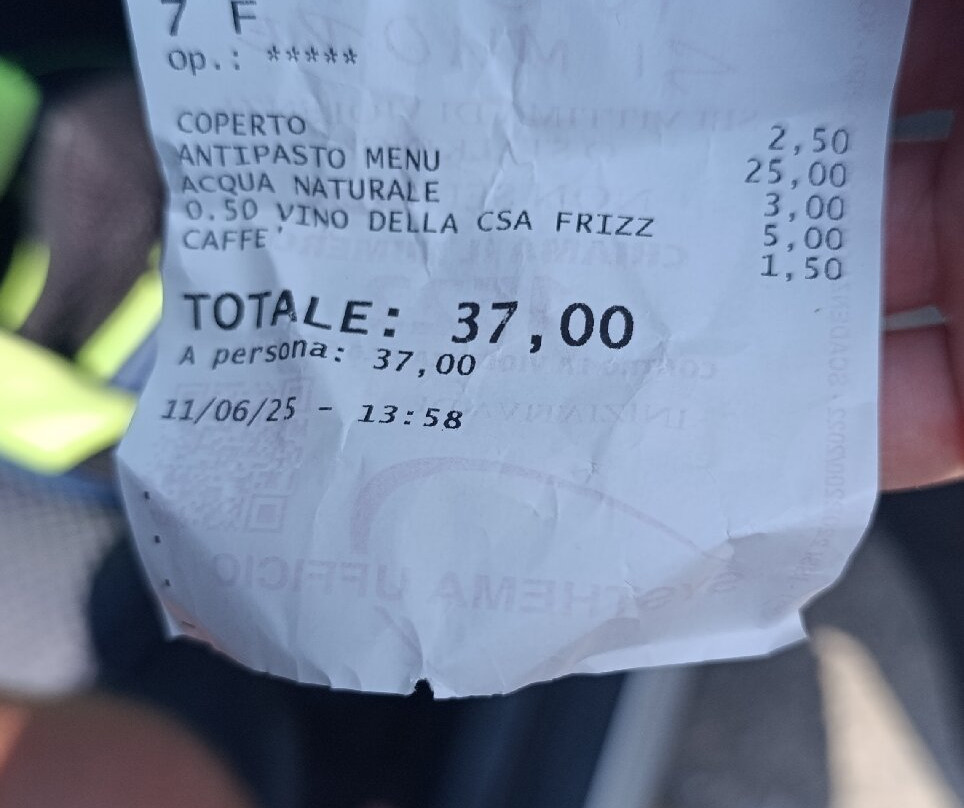 7 F
op.: *****
COPERTO 2,50
ANTIPASTO MENU 25,00
ACQUA NATURALE 3,00
0.50 VINO DELLA CSA FRIZZ 5,00
CAFFE' 1,50
TOTALE: 37,00
A persona: 37,00
11/06/25 - 13:58
UFFICIO